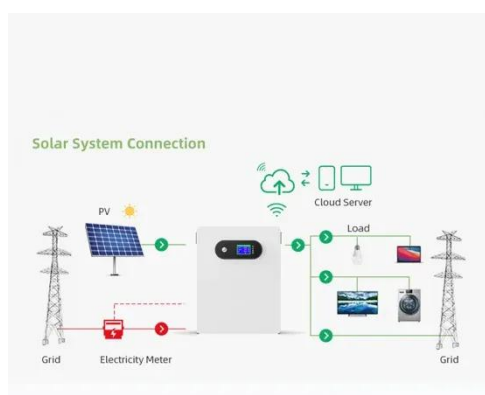 Solar System Connection
Cloud Server
PV
Load
Grid
Electricity Meter
Grid